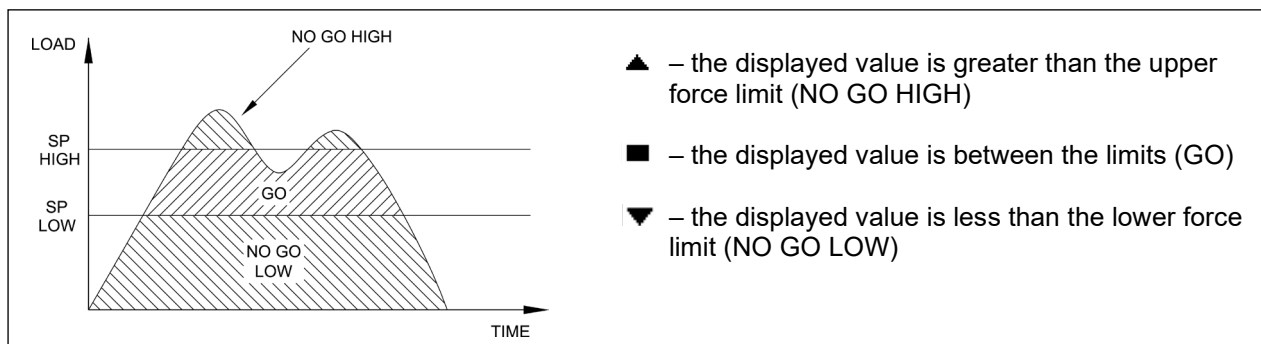 LOAD
NO GO HIGH
SP
HIGH
GO
SP
LOW
NO GO
LOW
TIME
– the displayed value is greater than the upper
force limit (NO GO HIGH)
– the displayed value is between the limits (GO)
– the displayed value is less than the lower force
limit (NO GO LOW)